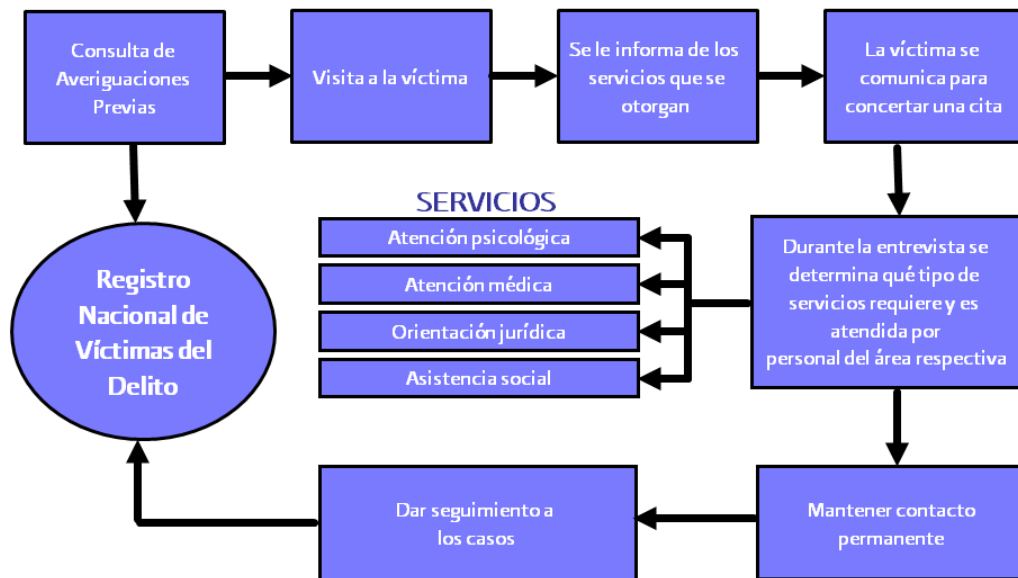 Consulta de
Averiguaciones
Previas
Visita a la víctima
Se le informa de los
servicios que se
otorgan
La víctima se
comunica para
concertar una cita
SERVICIOS
Atención psicológica
Atención médica
Orientación jurídica
Asistencia social
Durante la entrevista se
determina qué tipo de
servicios requiere y es
atendida por
personal del área respectiva
Registro
Nacional de
Víctimas del
Delito
Dar seguimiento a
los casos
Mantener contacto
permanente